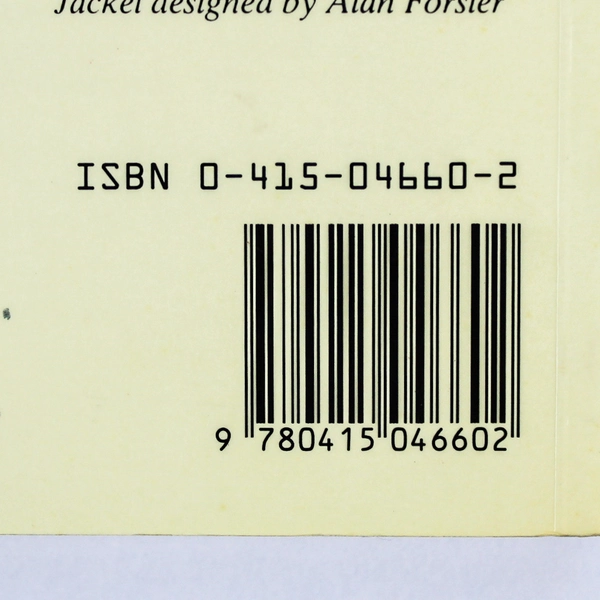 Jacket designed by Alan Forster
ISBN 0-415-04660-2
9 780415 046602